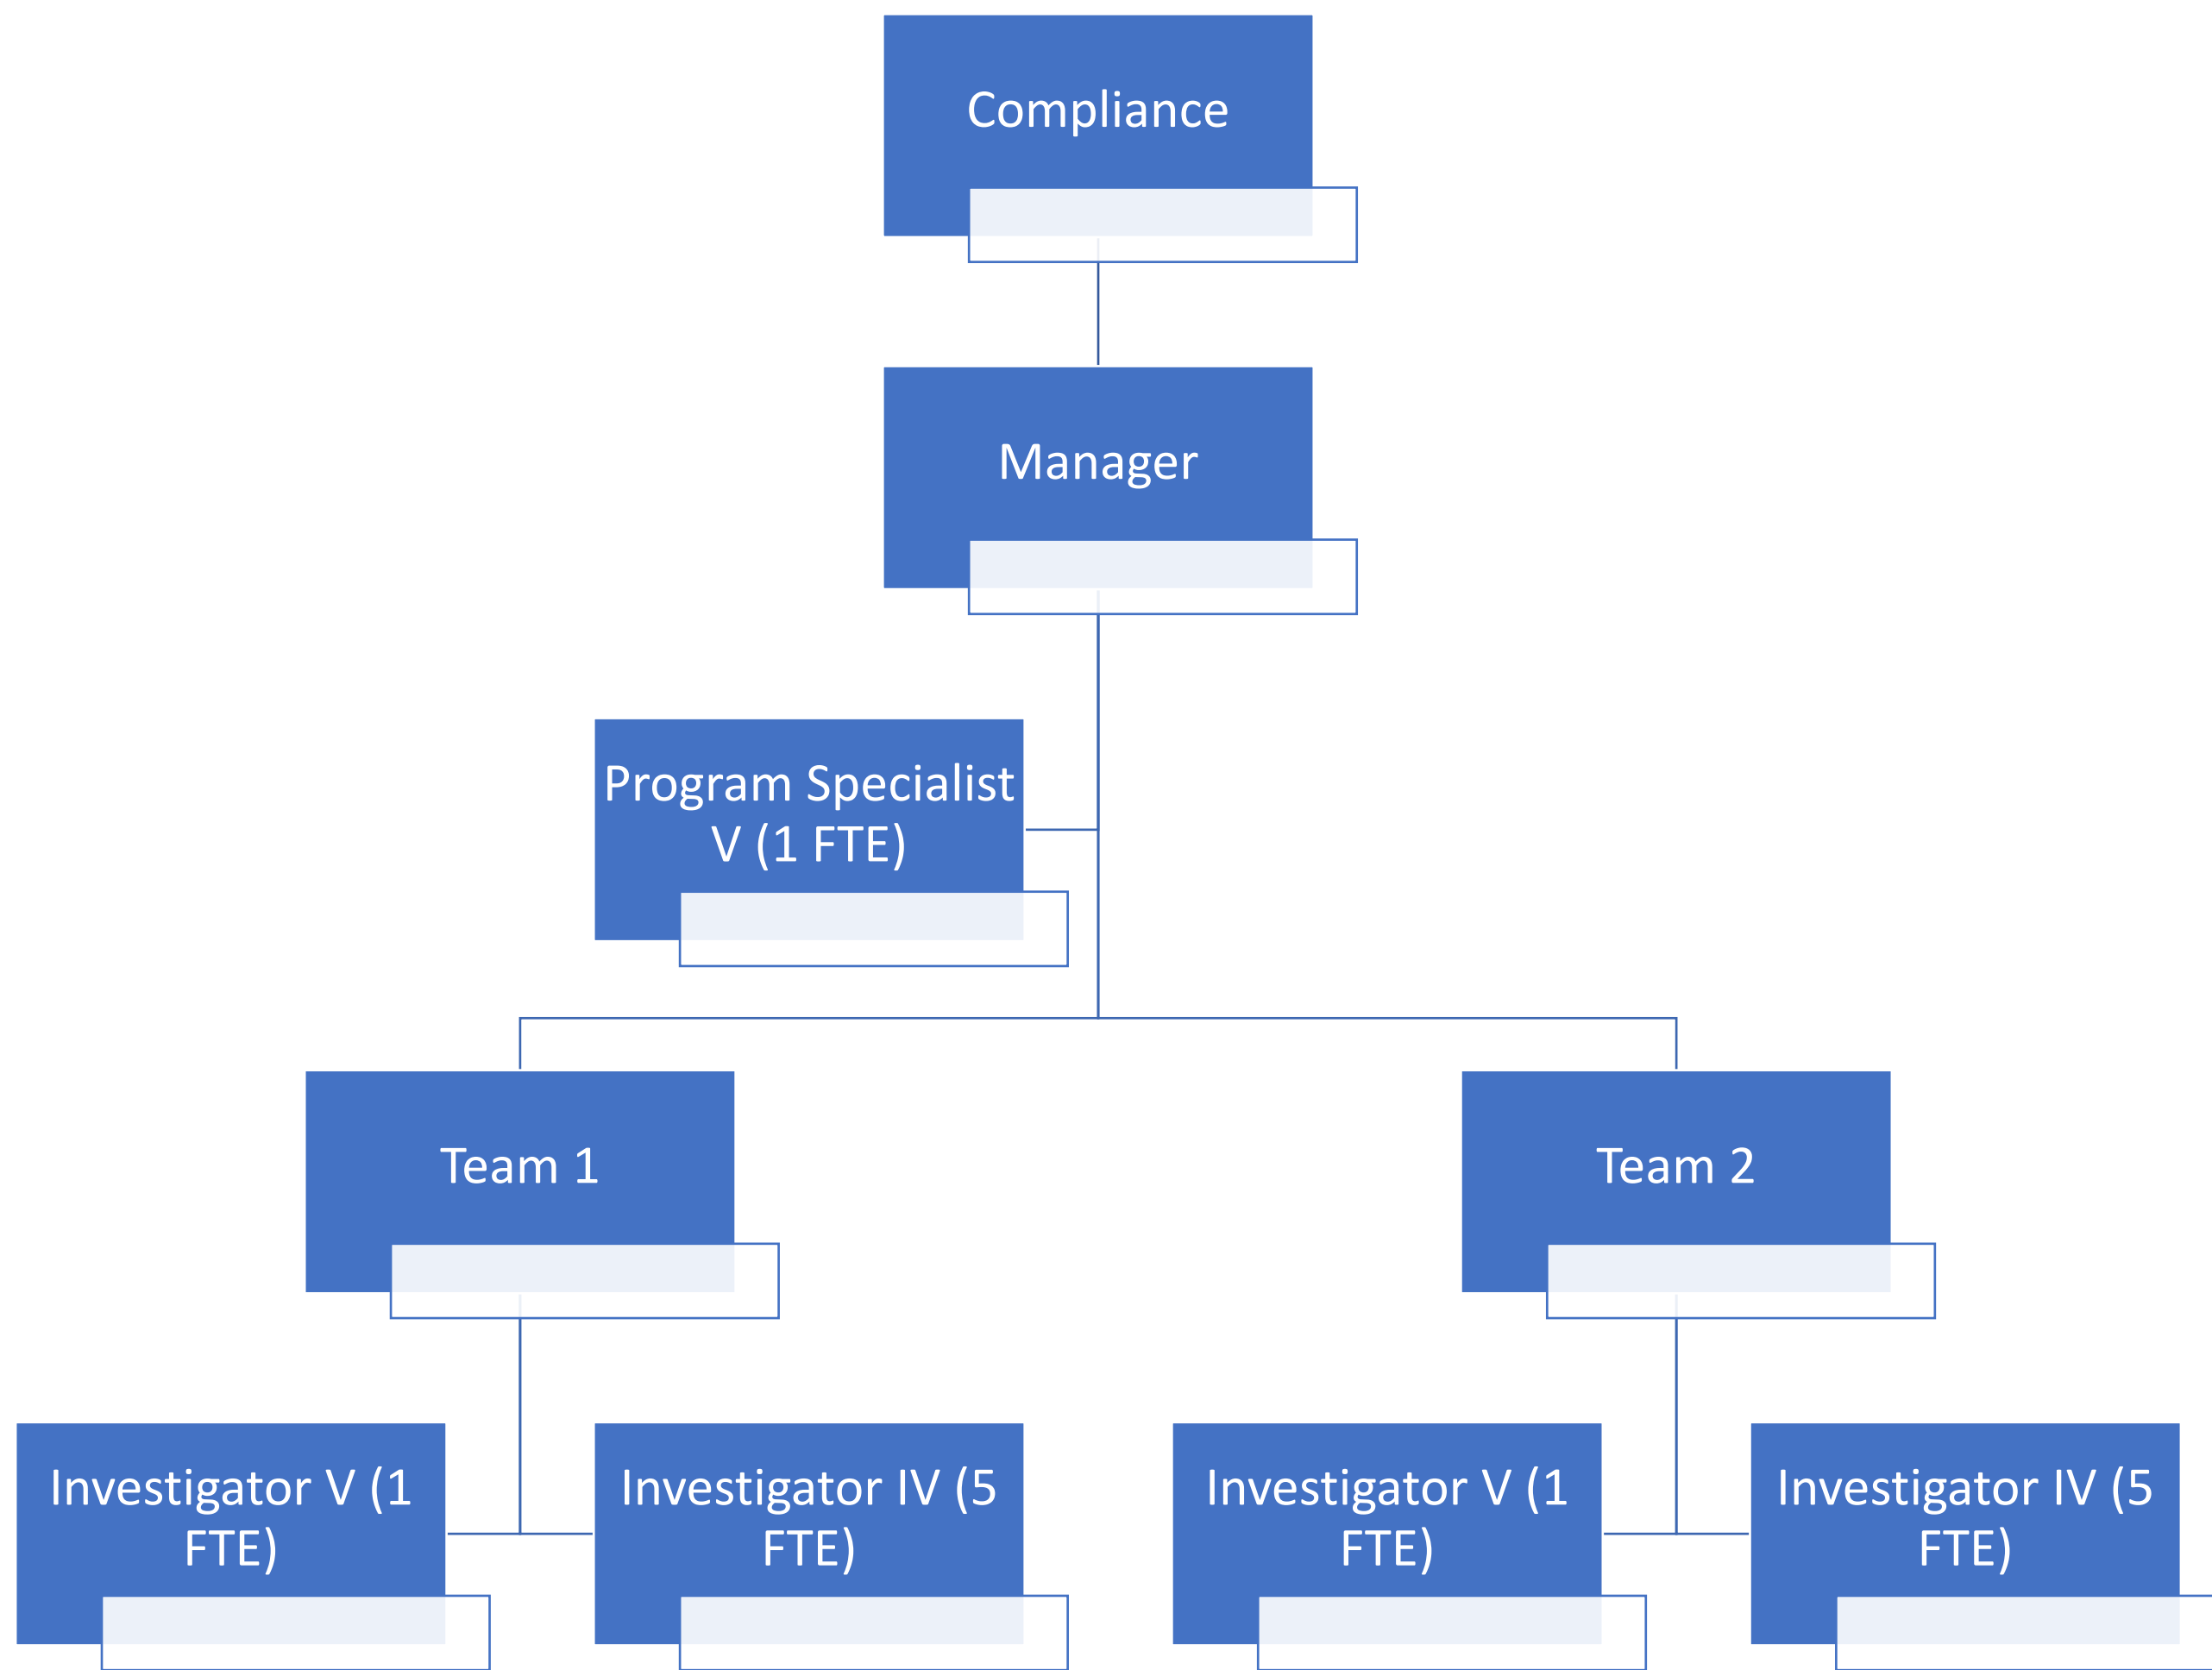 Compliance
Manager
Program Specialist
V (1 FTE)
Team 1
Team 2
Investigator V (1
FTE)
Investigator IV (5
FTE)
Investigator V (1
FTE)
Investigator IV (5
FTE)